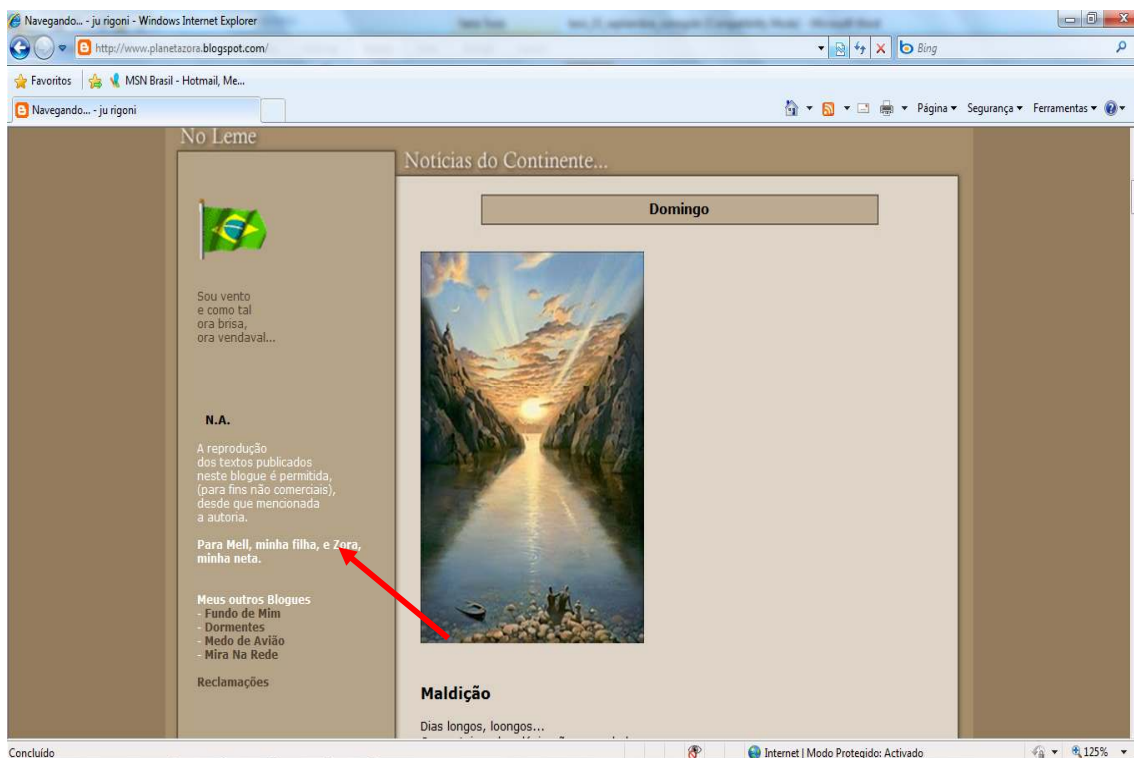 Navegando... - ju rigoni - Windows Internet Explorer
http://www.planetazora.blogspot.com/
Bing
Favoritos
MSN Brasil - Hotmail, Me...
Navegando... - ju rigoni
Página
Segurança
Ferramentas
No Leme
Notícias do Continente...
Domingo
Sou vento
e como tal
ora brisa,
ora vendaval...
N.A.
A reprodução
dos textos publicados
neste blogue é permitida,
(para fins não comerciais),
desde que mencionada
a autoria.
Para Mell, minha filha, e Zora,
minha neta.
Meus outros Blogues
- Fundo de Mim
- Dormentes
- Medo de Avião
- Mira Na Rede
Reclamações
Maldição
Dias longos, loongos...
Concluído
Internet | Modo Protegido: Activado
125%